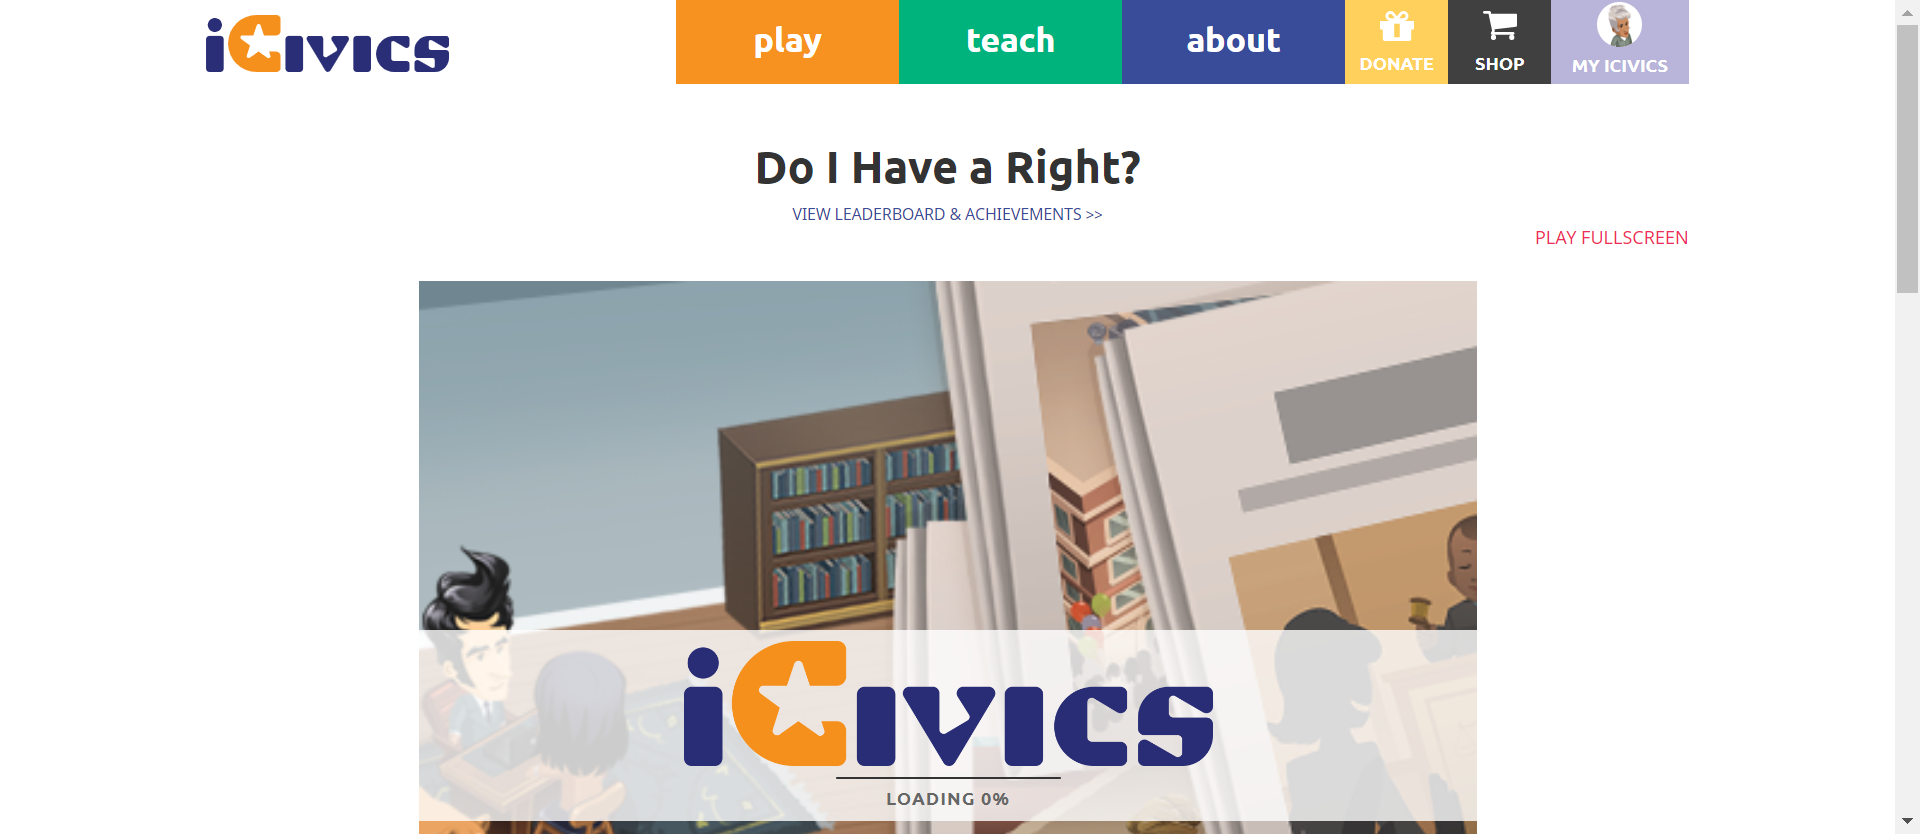 iCivics
play
teach
about
DONATE
SHOP
MY ICIVICS
Do I Have a Right?
VIEW LEADERBOARD & ACHIEVEMENTS >>
PLAY FULLSCREEN
iCivics
LOADING 0%